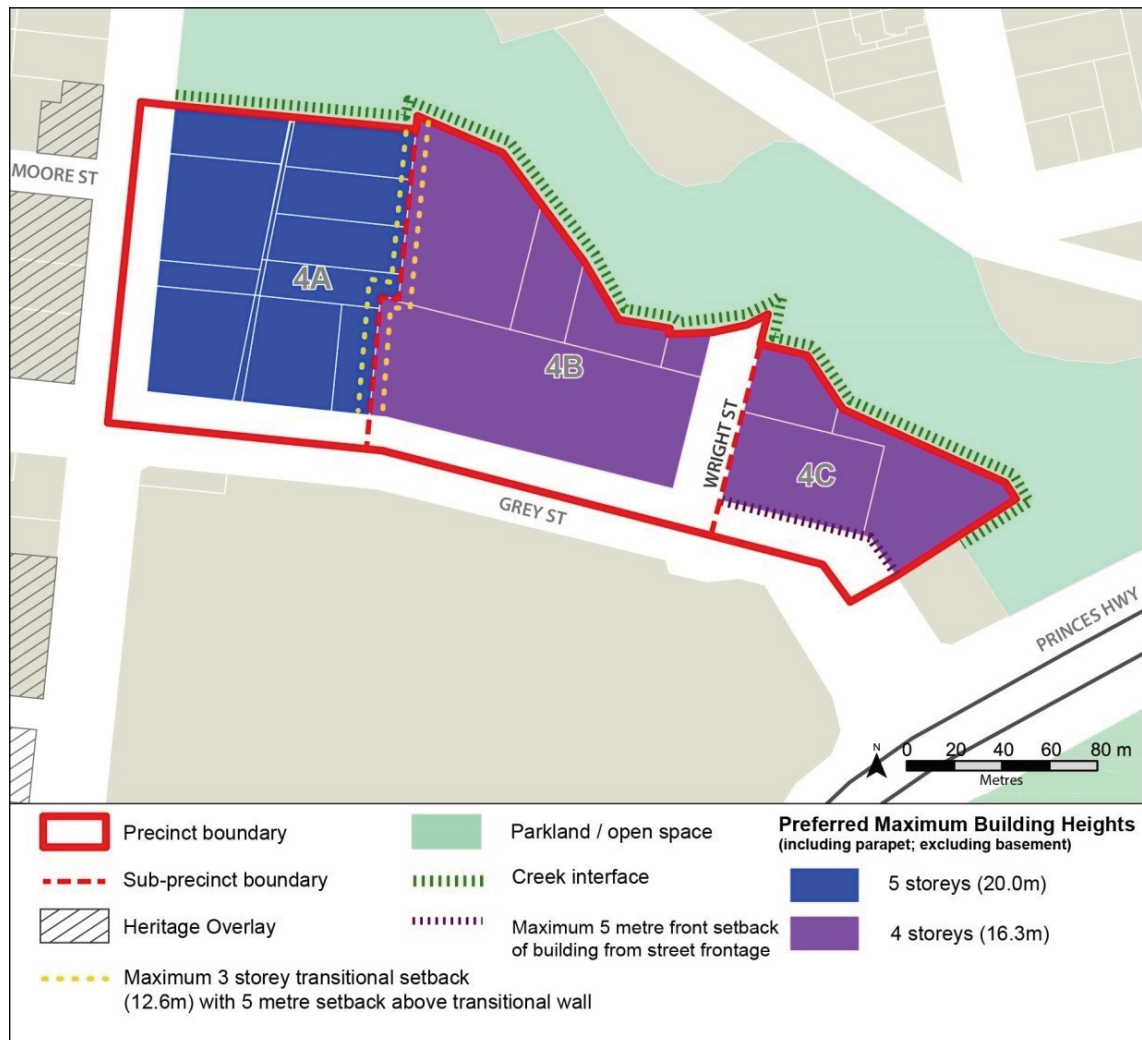 MOORE ST
4A
4B
WRIGHT ST
4C
GREY ST
PRINCES HWY
N
0 20 40 60 80 m
Metres
Precinct boundary
Sub-precinct boundary
Heritage Overlay
Maximum 3 storey transitional setback
(12.6m) with 5 metre setback above transitional wall
Parkland / open space
Creek interface
Maximum 5 metre front setback
of building from street frontage
Preferred Maximum Building Heights
(including parapet; excluding basement)
5 storeys (20.0m)
4 storeys (16.3m)